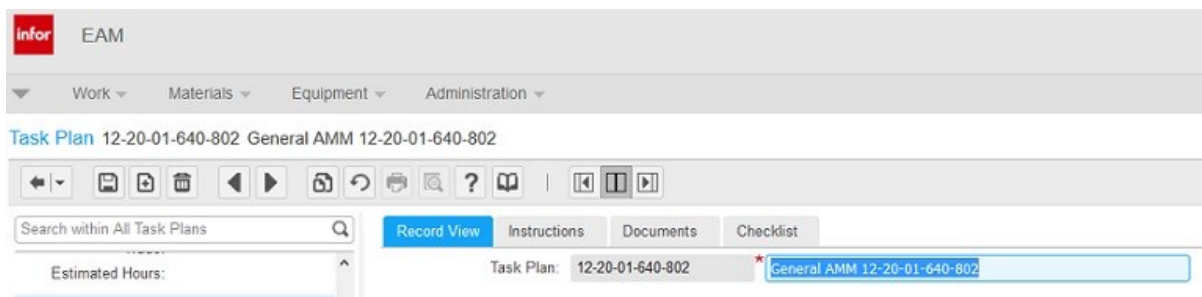 infor EAM
Work Materials Equipment Administration
Task Plan 12-20-01-640-802 General AMM 12-20-01-640-802
?
Search within All Task Plans
Record View Instructions Documents Checklist
Estimated Hours:
Task Plan: 12-20-01-640-802 * General AMM 12-20-01-640-802